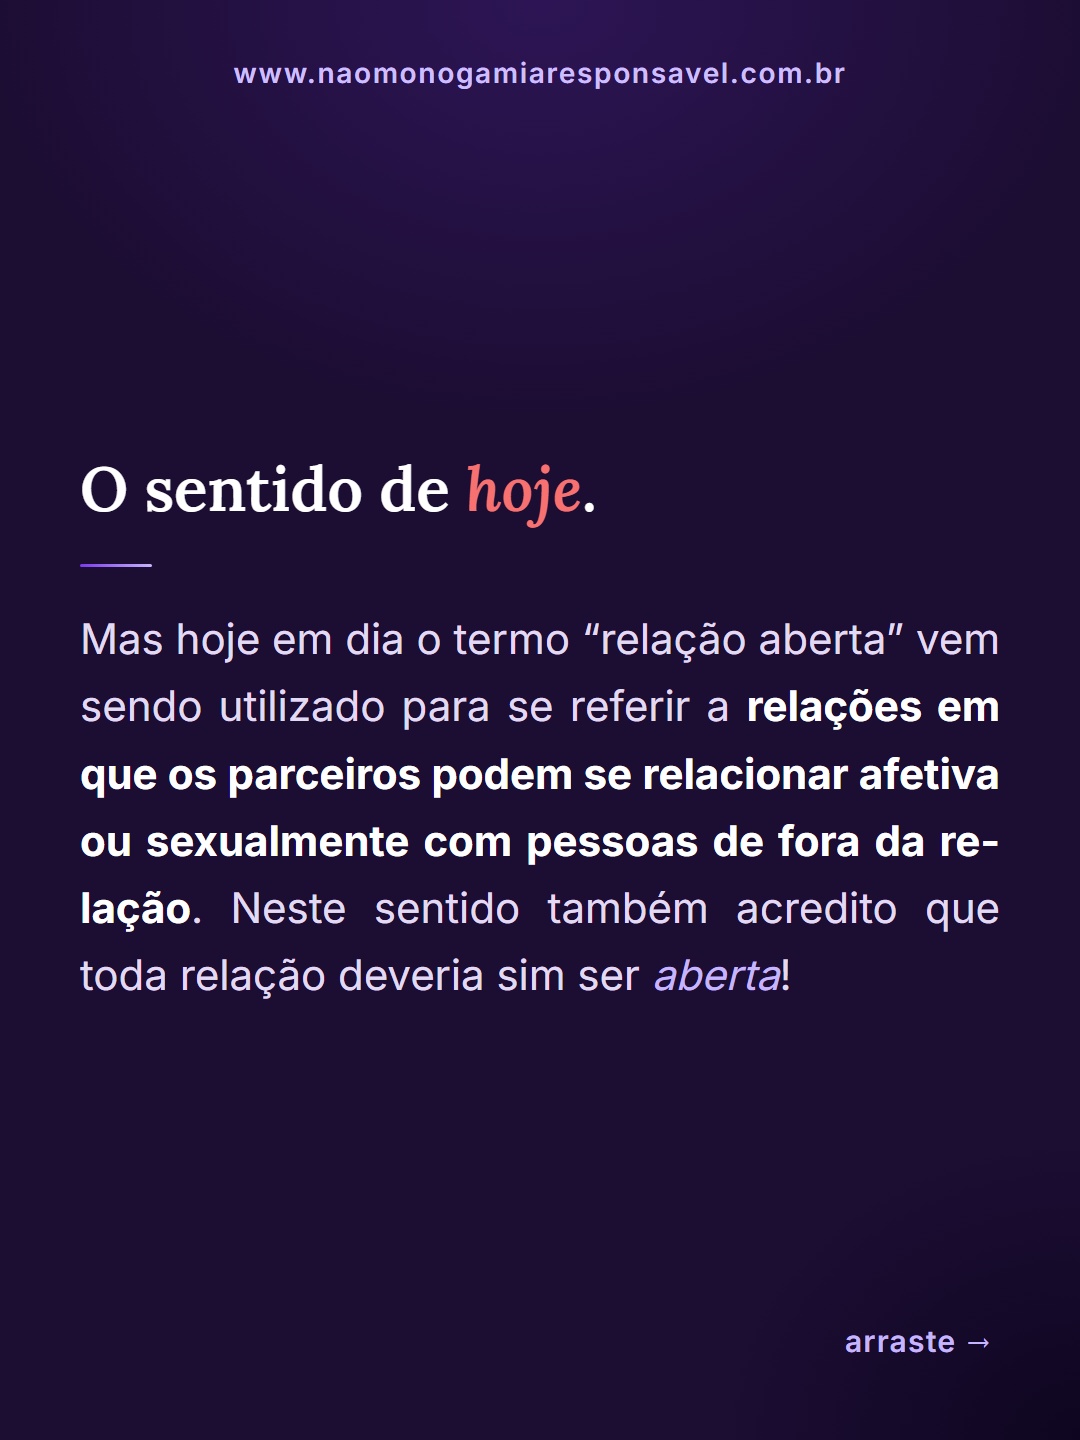 www.naomonogamiaresponsavel.com.br
O sentido de hoje.
Mas hoje em dia o termo “relação aberta” vem
sendo utilizado para se referir a relações em
que os parceiros podem se relacionar afetiva
ou sexualmente com pessoas de fora da re-
lação. Neste sentido também acredito que
toda relação deveria sim ser aberta!
arraste →